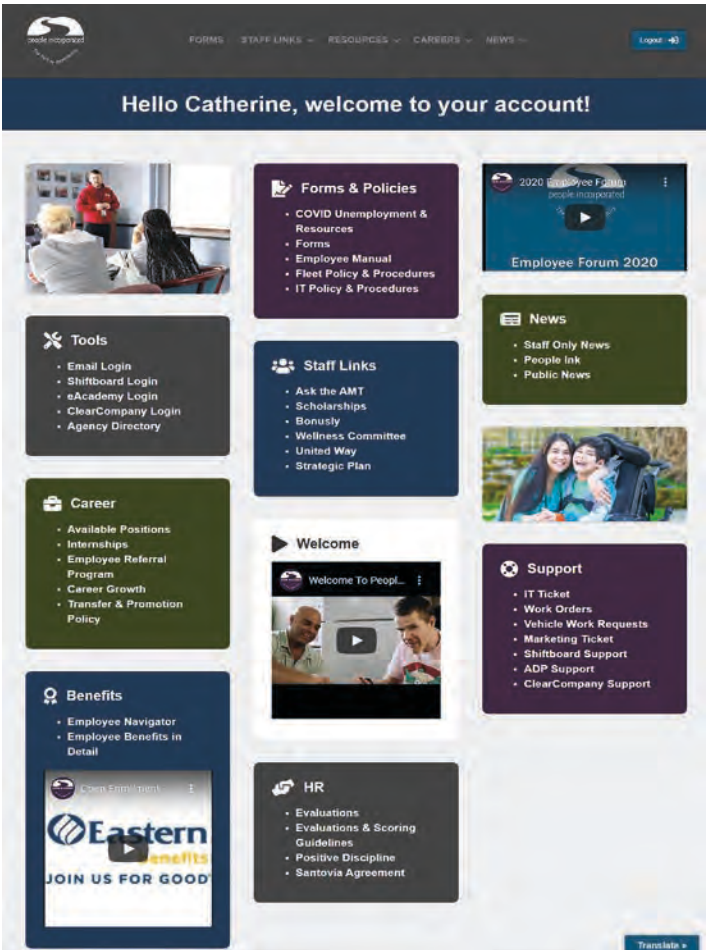 people incorporated
FORMS STAFF LINKS RESOURCES CAREERS NEWS
Logout
Hello Catherine, welcome to your account!
Tools
• Email Login
• Shiftboard Login
• eAcademy Login
• ClearCompany Login
• Agency Directory
Career
• Available Positions
• Internships
• Employee Referral
Program
• Career Growth
• Transfer & Promotion
Policy
Benefits
• Employee Navigator
• Employee Benefits in
Detail
Open Enrollment
Eastern
benefits
JOIN US FOR GOOD
Forms & Policies
• COVID Unemployment &
Resources
• Forms
• Employee Manual
• Fleet Policy & Procedures
• IT Policy & Procedures
Staff Links
• Ask the AMT
• Scholarships
• Bonusly
• Wellness Committee
• United Way
• Strategic Plan
Welcome
Welcome To Peopl...
HR
• Evaluations
• Evaluations & Scoring
Guidelines
• Positive Discipline
• Santovia Agreement
2020 Employee Forum
people incorporated
Employee Forum 2020
News
• Staff Only News
• People Ink
• Public News
Support
• IT Ticket
• Work Orders
• Vehicle Work Requests
• Marketing Ticket
• Shiftboard Support
• ADP Support
• ClearCompany Support
Translate »